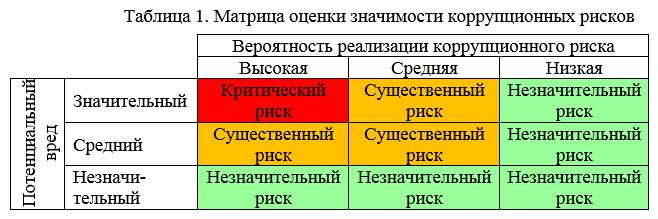 Таблица 1. Матрица оценки значимости коррупционных рисков
Вероятность реализации коррупционного риска
Высокая Средняя Низкая
Потенциальный
вред
Значительный
Критический
риск
Существенный
риск
Незначительный
риск
Средний
Существенный
риск
Существенный
риск
Незначительный
риск
Незначи-
тельный
Незначительный
риск
Незначительный
риск
Незначительный
риск